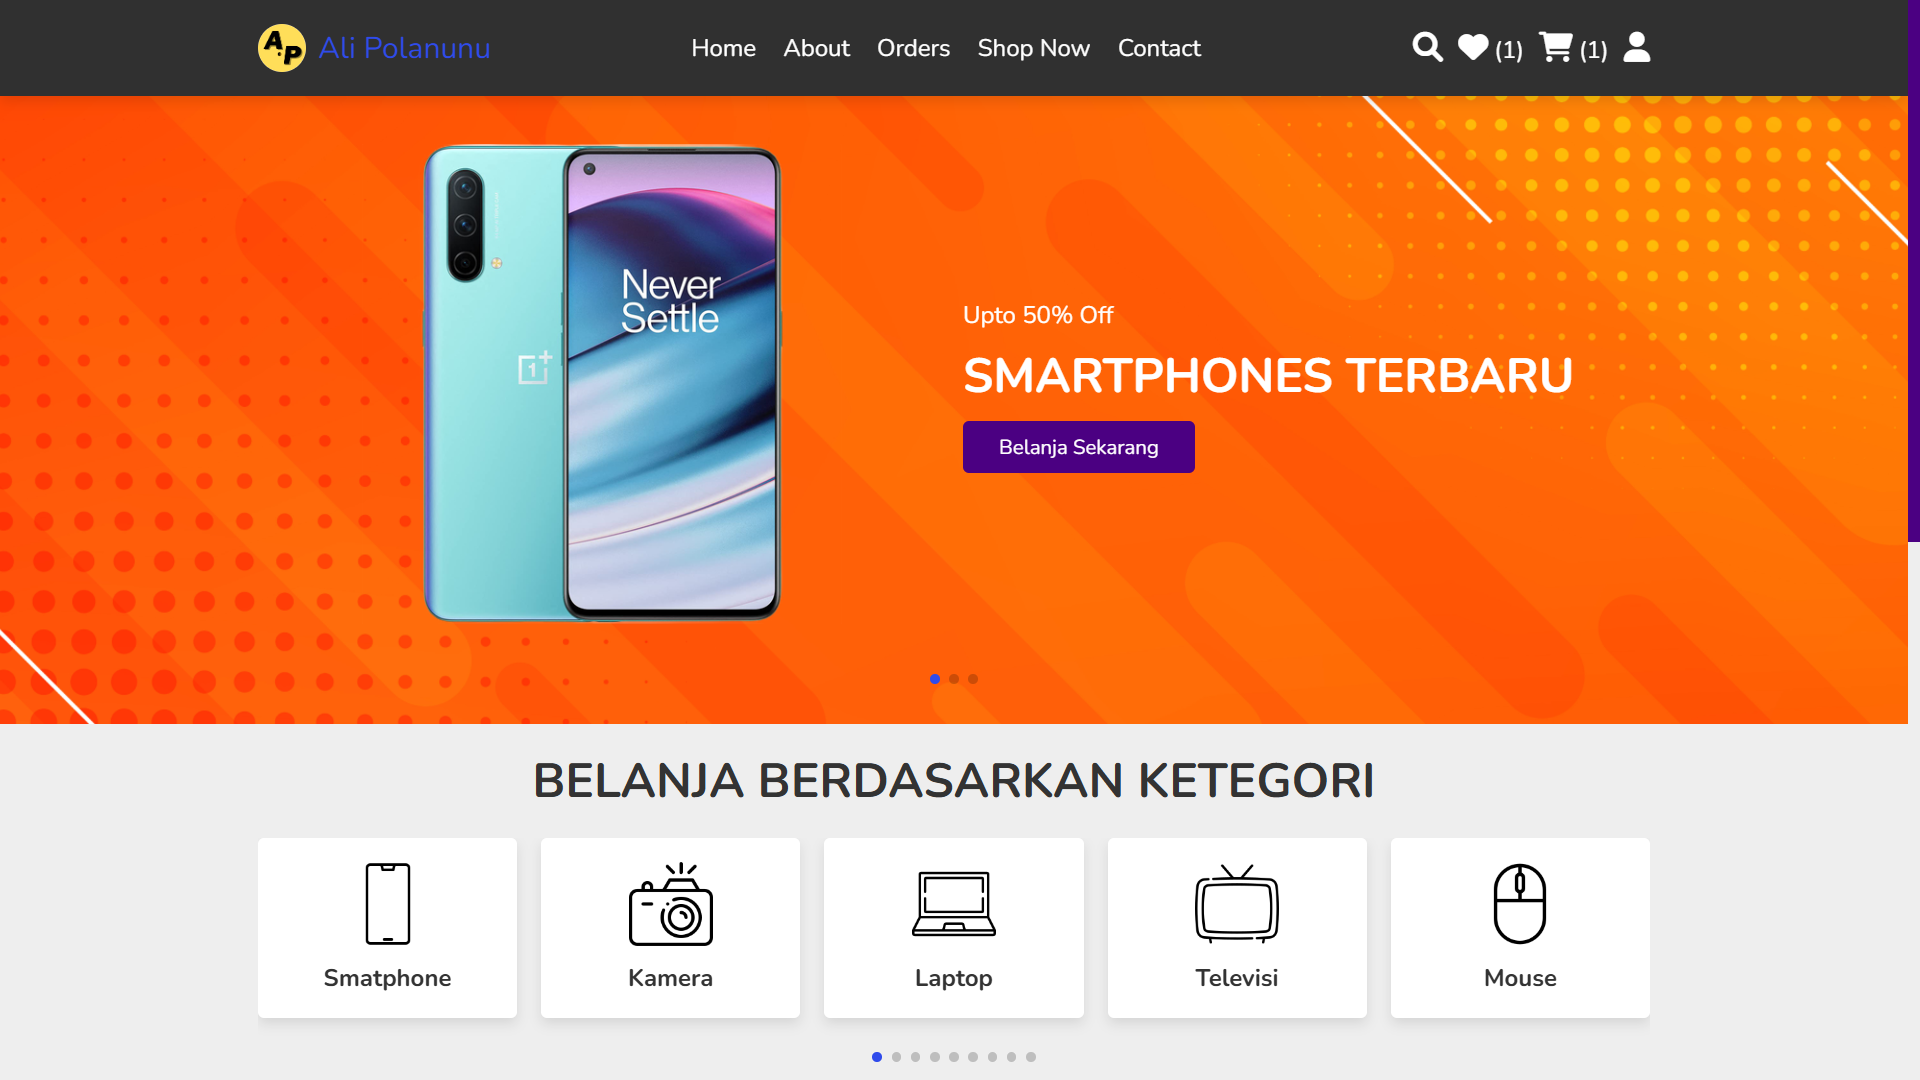 AP Ali Polanunu
Home About Orders Shop Now Contact
(1) (1)
Never
Settle
1+
Upto 50% Off
SMARTPHONES TERBARU
Belanja Sekarang
BELANJA BERDASARKAN KETEGORI
Smatphone
Kamera
Laptop
Televisi
Mouse